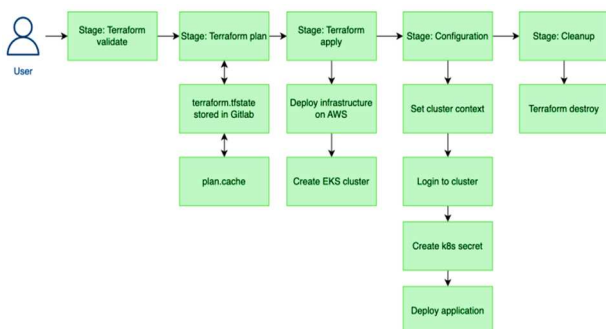 Stage: Terraform
validate
Stage: Terraform plan
Stage: Terraform
apply
Stage: Configuration
Stage: Cleanup
User
terraform.tfstate
stored in Gitlab
Deploy infrastructure
on AWS
Set cluster context
Terraform destroy
plan.cache
Create EKS cluster
Login to cluster
Create k8s secret
Deploy application